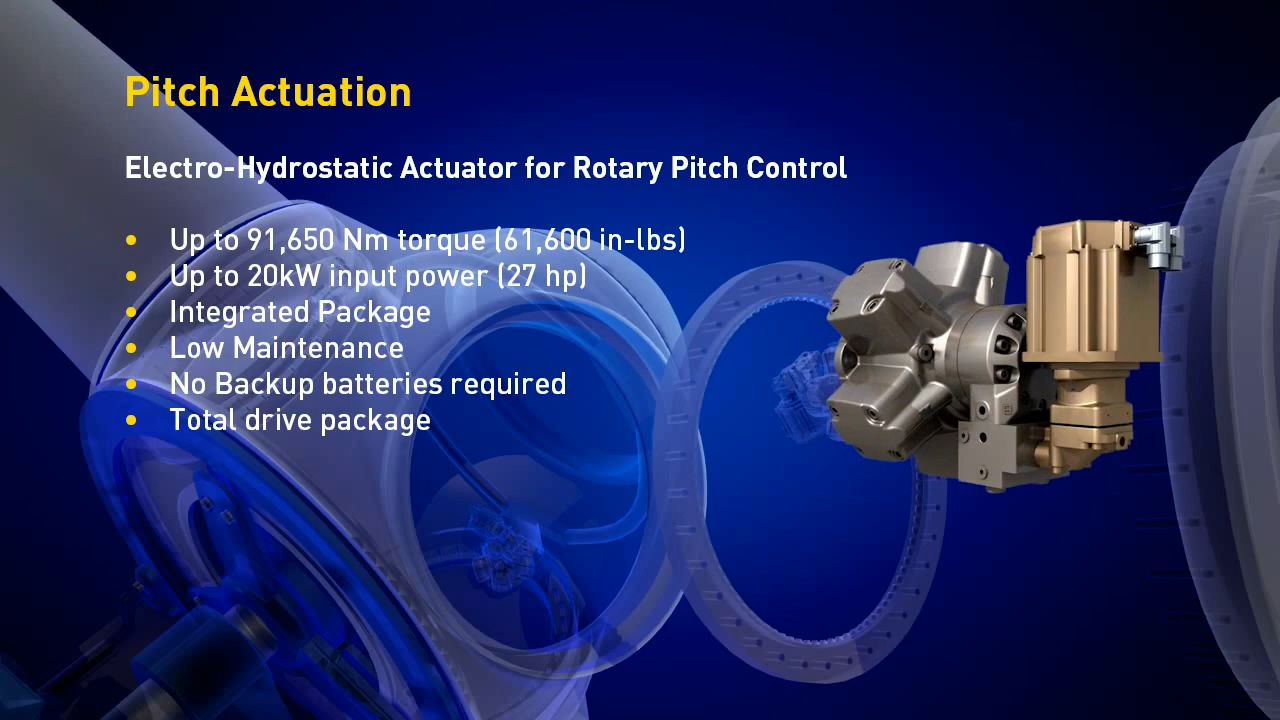 Pitch Actuation
Electro-Hydrostatic Actuator for Rotary Pitch Control
• Up to 91,650 Nm torque (61,600 in-lbs)
• Up to 20kW input power (27 hp)
• Integrated Package
• Low Maintenance
• No Backup batteries required
• Total drive package